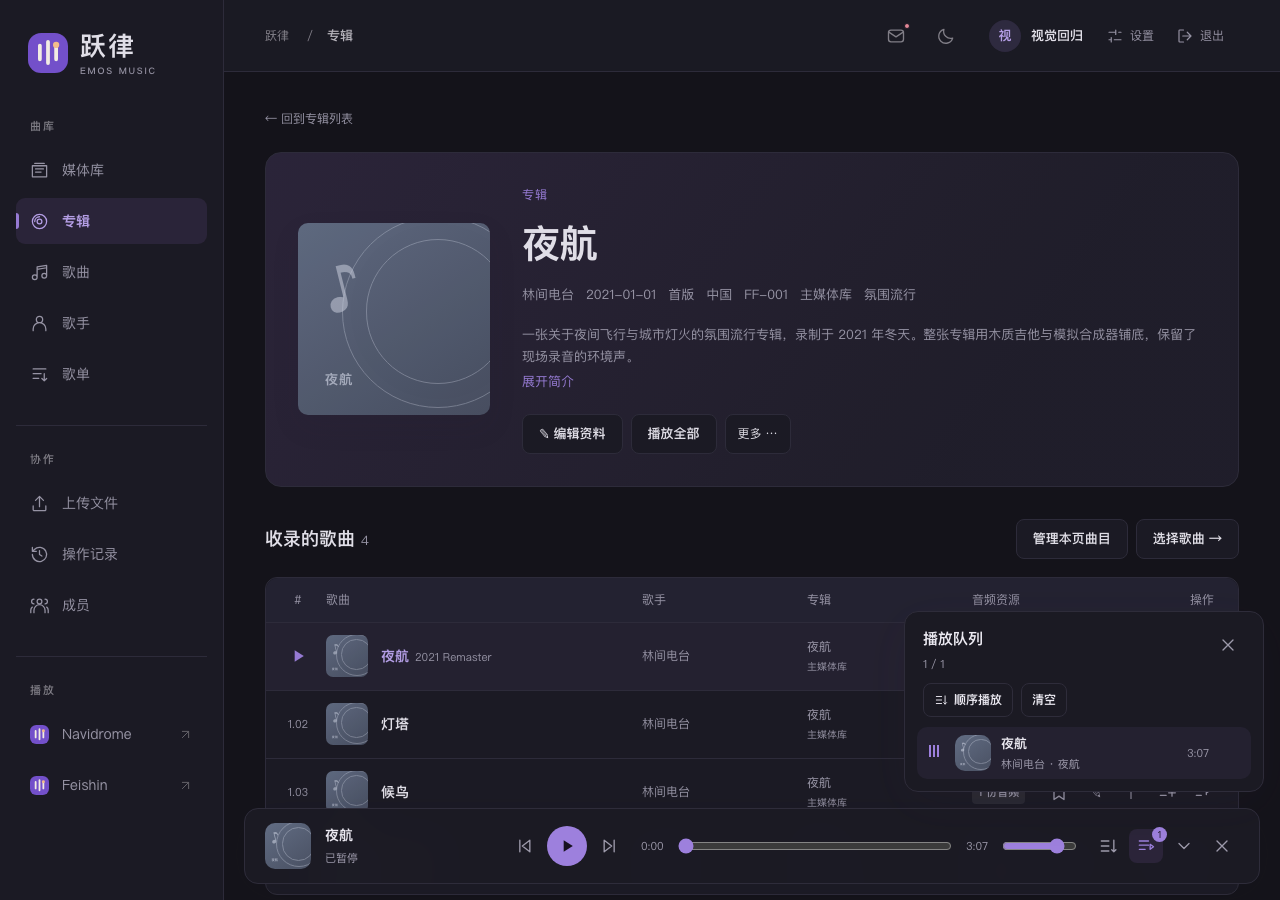 跃律
EMOS MUSIC
曲库
媒体库
专辑
歌曲
歌手
歌单
协作
上传文件
操作记录
成员
播放
Navidrome
Feishin
跃律 / 专辑
视 视觉回归 设置 退出
← 回到专辑列表
夜航
专辑
夜航
林间电台 2021-01-01 首版 中国 FF-001 主媒体库 氛围流行
一张关于夜间飞行与城市灯火的氛围流行专辑，录制于 2021 年冬天。整张专辑用木质吉他与模拟合成器铺底，保留了
现场录音的环境声。
展开简介
✎ 编辑资料 播放全部 更多 ···
收录的歌曲 4
管理本页曲目 选择歌曲 →
# 歌曲 歌手 专辑 音频资源 操作
夜航 2021 Remaster 林间电台 夜航
主媒体库
1.02 灯塔 林间电台 夜航
主媒体库
1.03 候鸟 林间电台 夜航
主媒体库
播放队列
1 / 1
顺序播放 清空
夜航
林间电台 · 夜航
3:07
夜航
已暂停
0:00 3:07
1